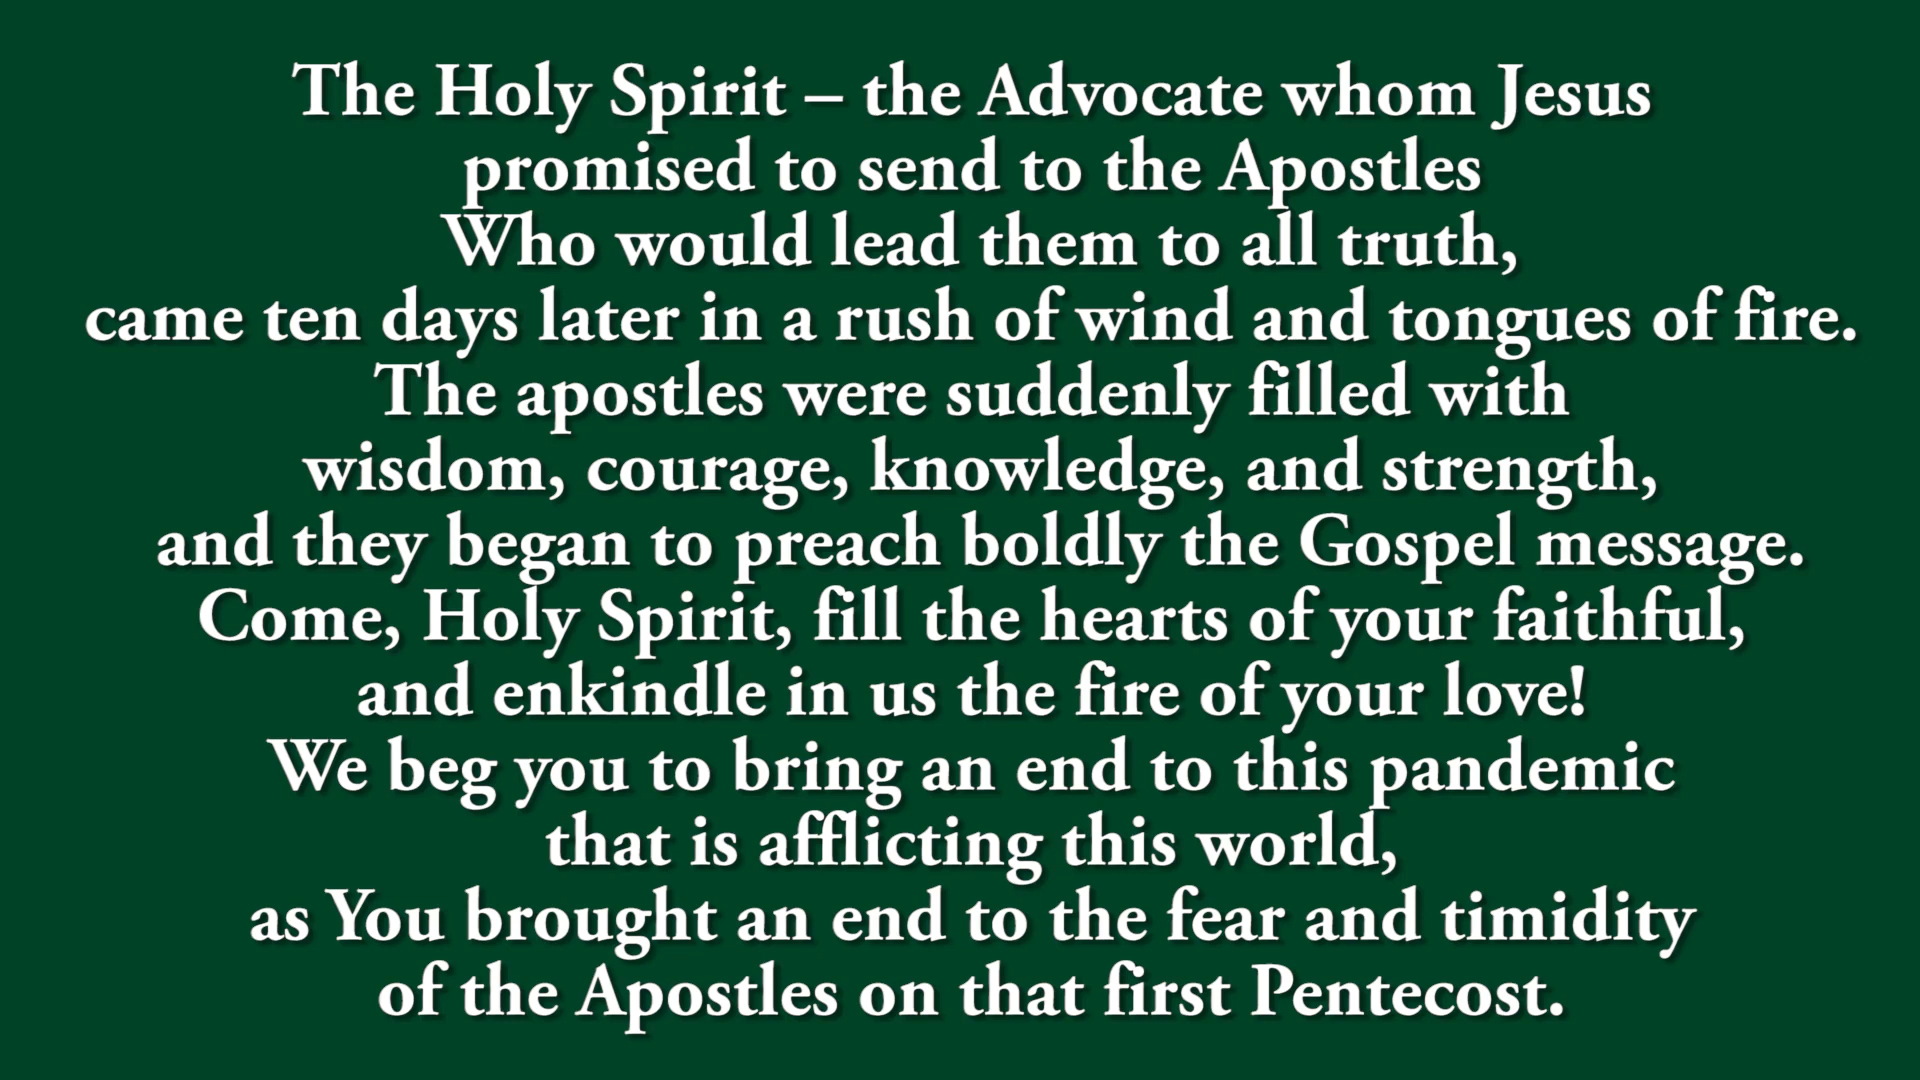 The Holy Spirit – the Advocate whom Jesus
promised to send to the Apostles
Who would lead them to all truth,
came ten days later in a rush of wind and tongues of fire.
The apostles were suddenly filled with
wisdom, courage, knowledge, and strength,
and they began to preach boldly the Gospel message.
Come, Holy Spirit, fill the hearts of your faithful,
and enkindle in us the fire of your love!
We beg you to bring an end to this pandemic
that is afflicting this world,
as You brought an end to the fear and timidity
of the Apostles on that first Pentecost.